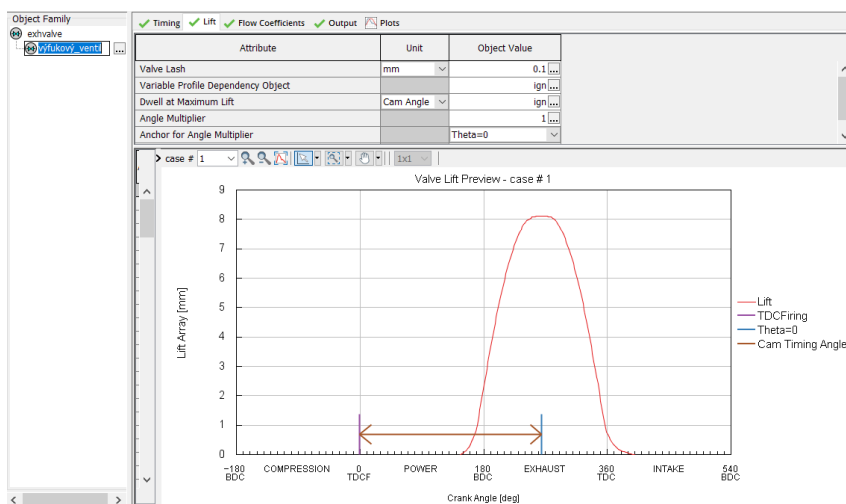 Object Family
exhvalve
výfukový_ventil
...
Timing Lift Flow Coefficients Output Plots
Attribute Unit Object Value
Valve Lash mm 0.1 ...
Variable Profile Dependency Object ign ...
Dwell at Maximum Lift Cam Angle ign ...
Angle Multiplier 1 ...
Anchor for Angle Multiplier Theta=0
case # 1 1x1
Valve Lift Preview - case # 1
Lift Array [mm]
9
8
7
6
5
4
3
2
1
0
Lift
TDCFiring
Theta=0
Cam Timing Angle
-180 COMPRESSION 0 POWER 180 EXHAUST 360 INTAKE 540
BDC TDCF BDC TDC BDC
Crank Angle [deg]